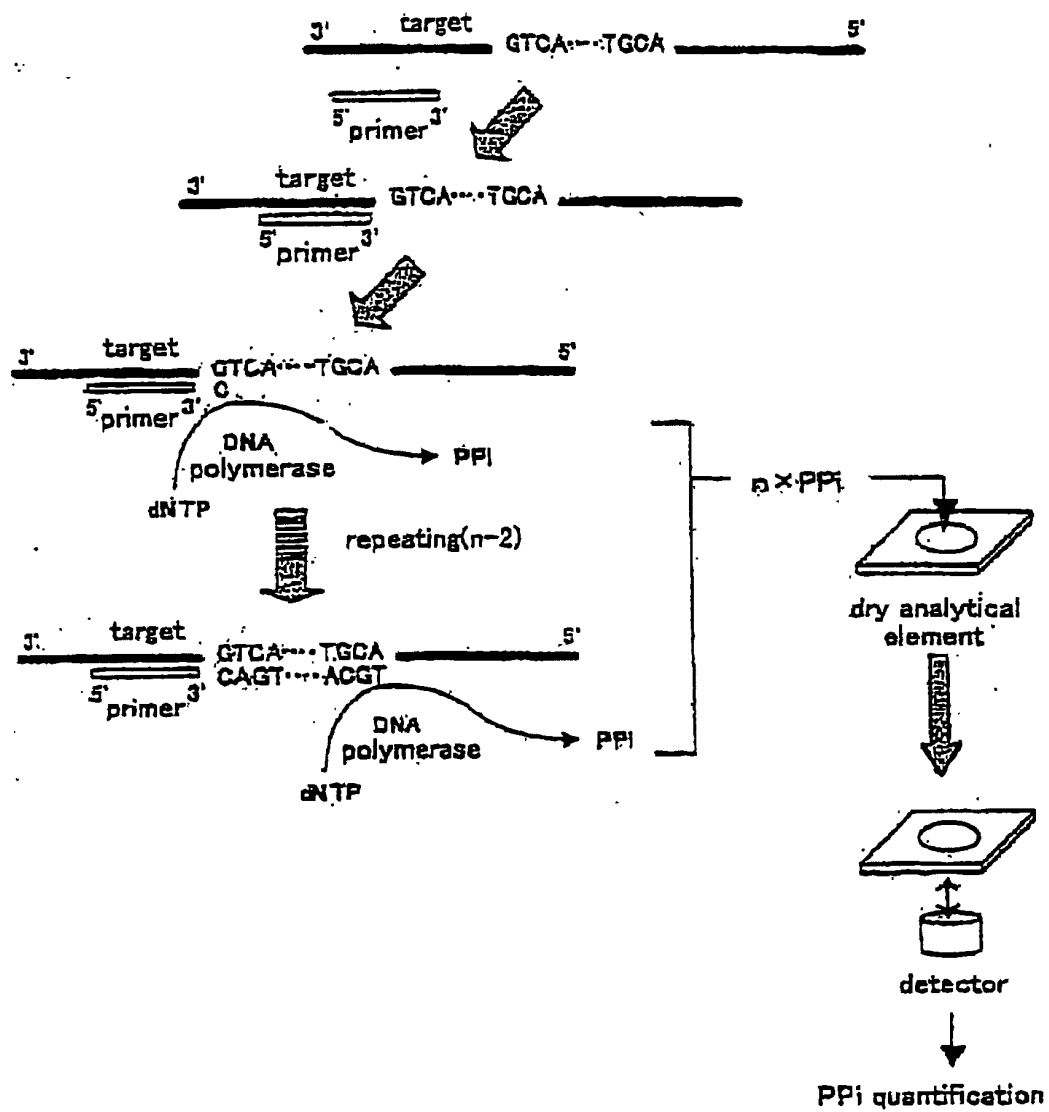 3' target 5'
GTCA·····TGCA
5' 3'
primer
3' target
GTCA·····TGCA
5' 3'
primer
3' target 5'
GTCA·····TGCA
C
5' primer 3'
DNA
polymerase
PPi
dNTP
n×PPi
repeating(n-2)
dry analytical
element
3' target 5'
GTCA·····TGCA
CAGT·····ACGT
5' primer 3'
DNA
polymerase
PPi
dNTP
detector
PPi quantification